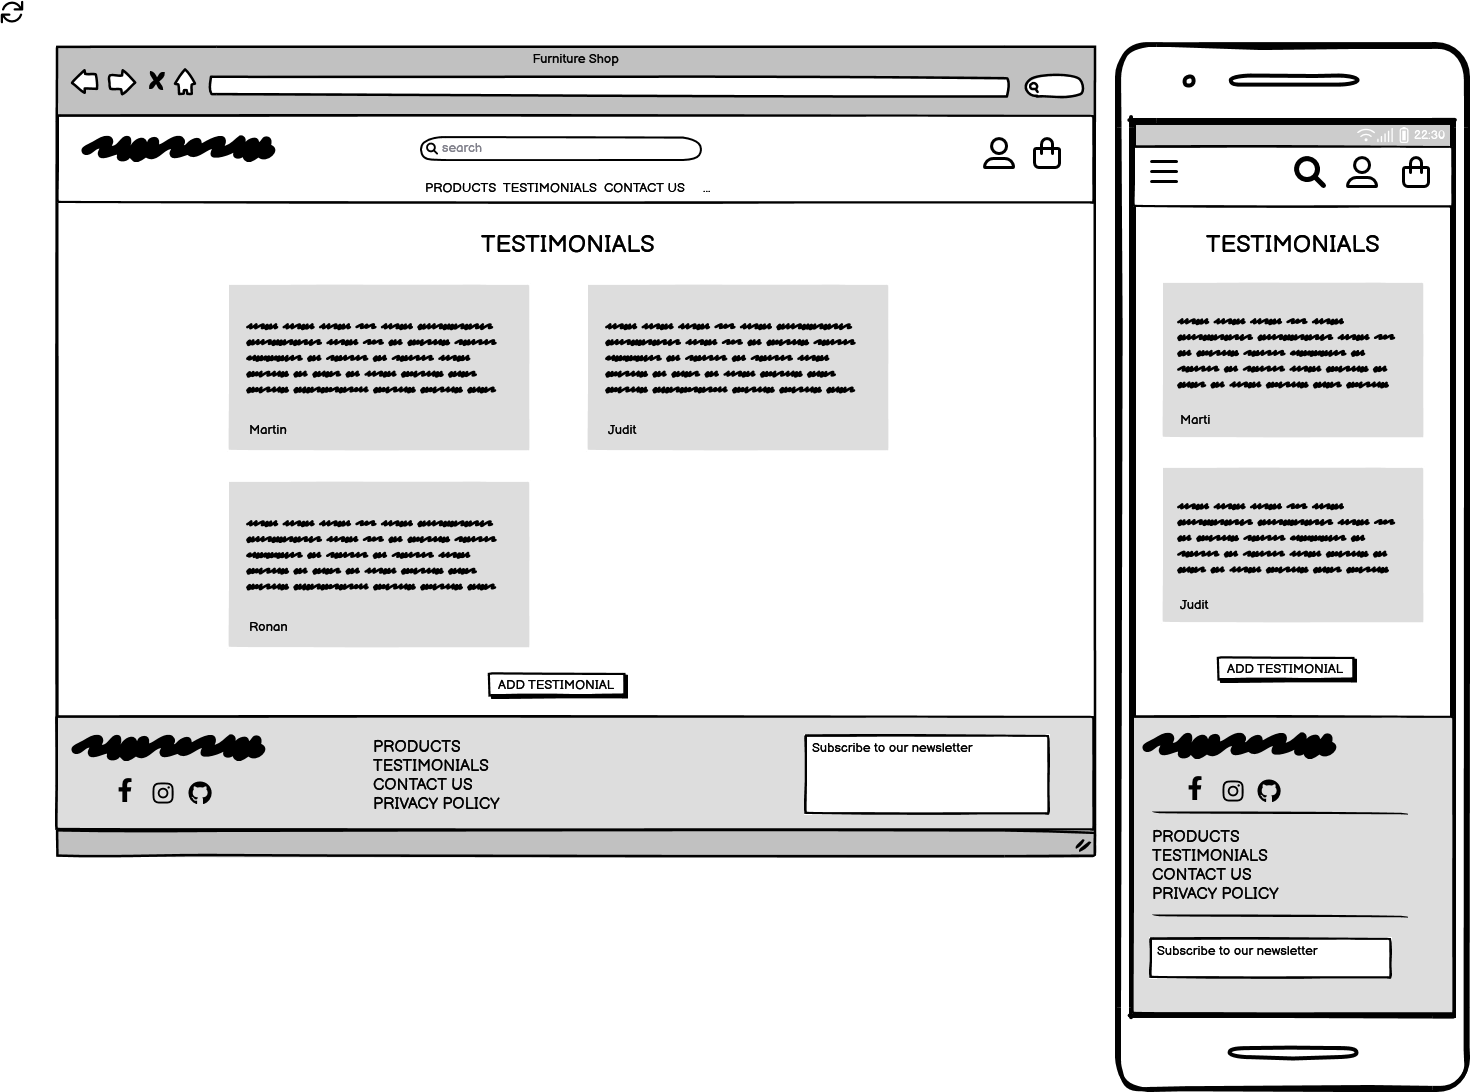 Furniture Shop
search
PRODUCTS TESTIMONIALS CONTACT US ...
TESTIMONIALS
Martin
Judit
Ronan
ADD TESTIMONIAL
PRODUCTS
TESTIMONIALS
CONTACT US
PRIVACY POLICY
Subscribe to our newsletter
22:30
TESTIMONIALS
Marti
Judit
ADD TESTIMONIAL
PRODUCTS
TESTIMONIALS
CONTACT US
PRIVACY POLICY
Subscribe to our newsletter